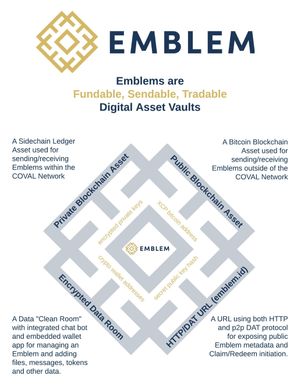 EMBLEM
Emblems are
Fundable, Sendable, Tradable
Digital Asset Vaults
A Sidechain Ledger
Asset used for
sending/receiving
Emblems within the
COVAL Network
A Bitcoin Blockchain
Asset used for
sending/receiving
Emblems outside of the
COVAL Network
Private Blockchain Asset
Public Blockchain Asset
encrypted private keys
XCP bitcoin address
EMBLEM
crypto wallet addresses
secret public key hash
Encrypted Data Room
HTTP/DAT URL (emblem.id)
A Data "Clean Room"
with integrated chat bot
and embedded wallet
app for managing an
Emblem and adding
files, messages, tokens
and other data.
A URL using both HTTP
and p2p DAT protocol
for exposing public
Emblem metadata and
Claim/Redeem initiation.